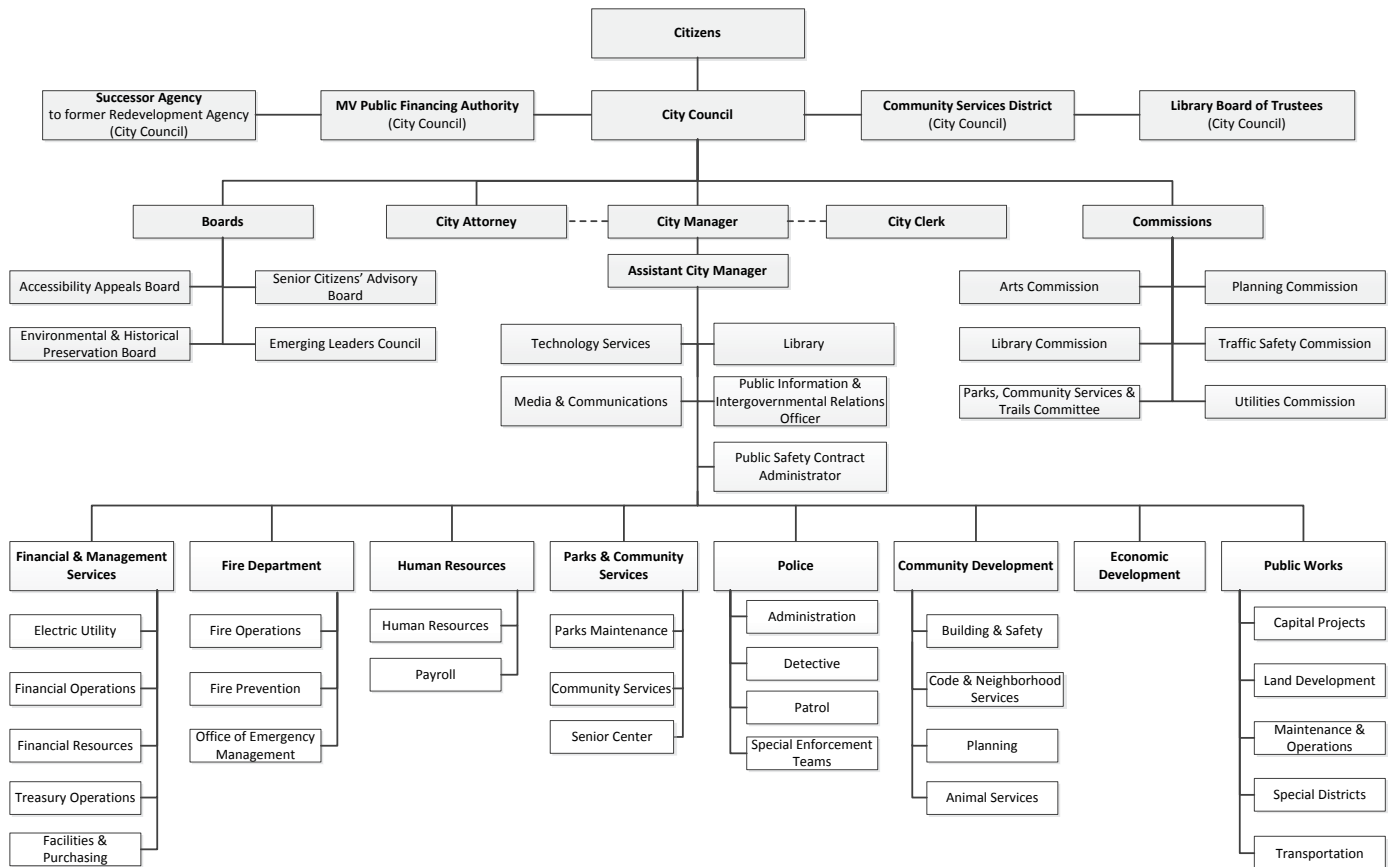 Citizens
Successor Agency
to former Redevelopment Agency
(City Council)
MV Public Financing Authority
(City Council)
City Council
Community Services District
(City Council)
Library Board of Trustees
(City Council)
Boards
City Attorney
City Manager
City Clerk
Commissions
Assistant City Manager
Accessibility Appeals Board
Senior Citizens’ Advisory
Board
Environmental & Historical
Preservation Board
Emerging Leaders Council
Technology Services
Library
Media & Communications
Public Information &
Intergovernmental Relations
Officer
Public Safety Contract
Administrator
Arts Commission
Planning Commission
Library Commission
Traffic Safety Commission
Parks, Community Services &
Trails Committee
Utilities Commission
Financial & Management
Services
Electric Utility
Financial Operations
Financial Resources
Treasury Operations
Facilities &
Purchasing
Fire Department
Fire Operations
Fire Prevention
Office of Emergency
Management
Human Resources
Human Resources
Payroll
Parks & Community
Services
Parks Maintenance
Community Services
Senior Center
Police
Administration
Detective
Patrol
Special Enforcement
Teams
Community Development
Building & Safety
Code & Neighborhood
Services
Planning
Animal Services
Economic
Development
Public Works
Capital Projects
Land Development
Maintenance &
Operations
Special Districts
Transportation